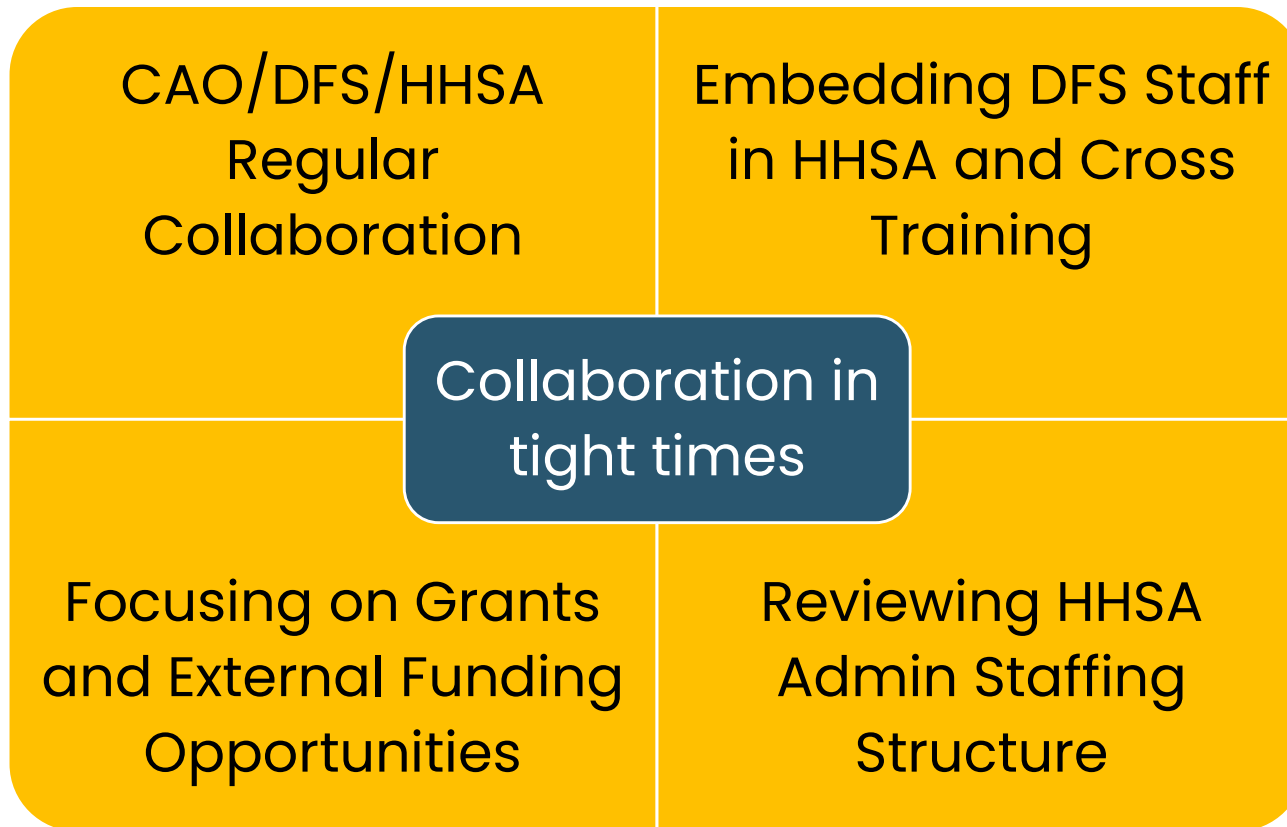 CAO/DFS/HHSA
Regular
Collaboration
Embedding DFS Staff
in HHSA and Cross
Training
Collaboration in
tight times
Focusing on Grants
and External Funding
Opportunities
Reviewing HHSA
Admin Staffing
Structure